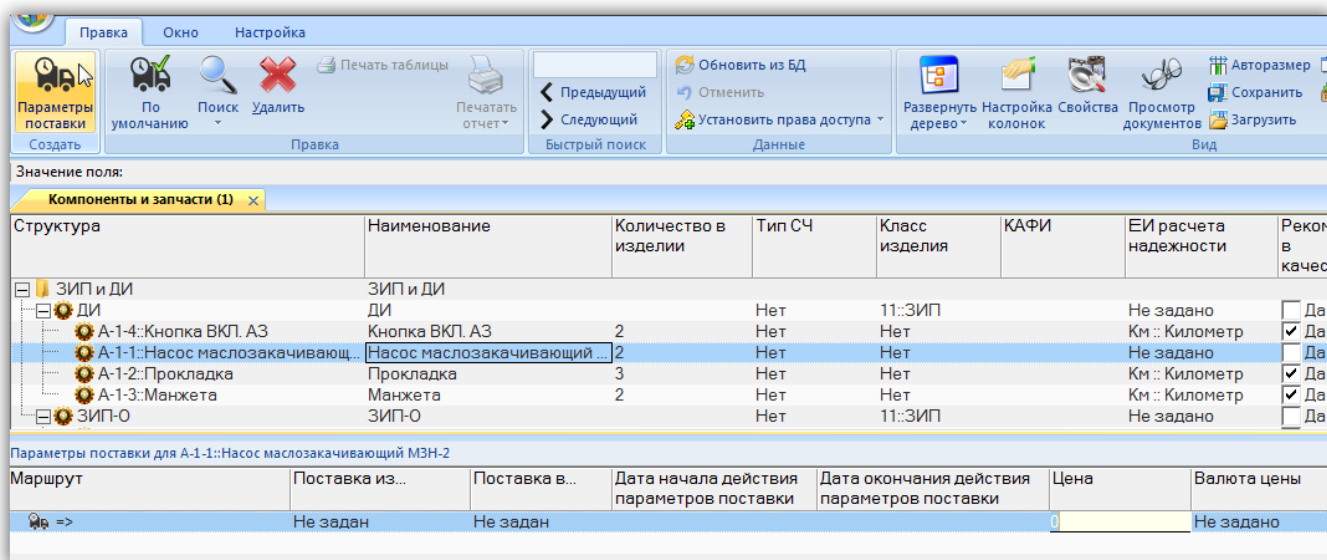 Правка Окно Настройка
Параметры поставки
По умолчанию
Поиск
Удалить
Печать таблицы
Печатать отчет
Предыдущий
Следующий
Обновить из БД
Отменить
Установить права доступа
Развернуть дерево
Настройка колонок
Свойства
Просмотр документов
Авторазмер
Сохранить
Загрузить
Создать Правка Быстрый поиск Данные Вид
Значение поля:
Компоненты и запчасти (1)
Структура Наименование Количество в изделии Тип СЧ Класс изделия КАФИ ЕИ расчета надежности Реком в качес
ЗИП и ДИ ЗИП и ДИ
ДИ ДИ Нет 11::ЗИП Не задано Да
А-1-4::Кнопка ВКП. АЗ Кнопка ВКП. АЗ 2 Нет Нет Км :: Километр Да
А-1-1::Насос маслозакачивающ... Насос маслозакачивающий ... 2 Нет Нет Не задано Да
А-1-2::Прокладка Прокладка 3 Нет Нет Км :: Километр Да
А-1-3::Манжета Манжета 2 Нет Нет Км :: Километр Да
ЗИП-О ЗИП-О Нет 11::ЗИП Не задано Да
Параметры поставки для А-1-1::Насос маслозакачивающий МЗН-2
Маршрут Поставка из... Поставка в... Дата начала действия параметров поставки Дата окончания действия параметров поставки Цена Валюта цены
=> Не задан Не задан 0 Не задано